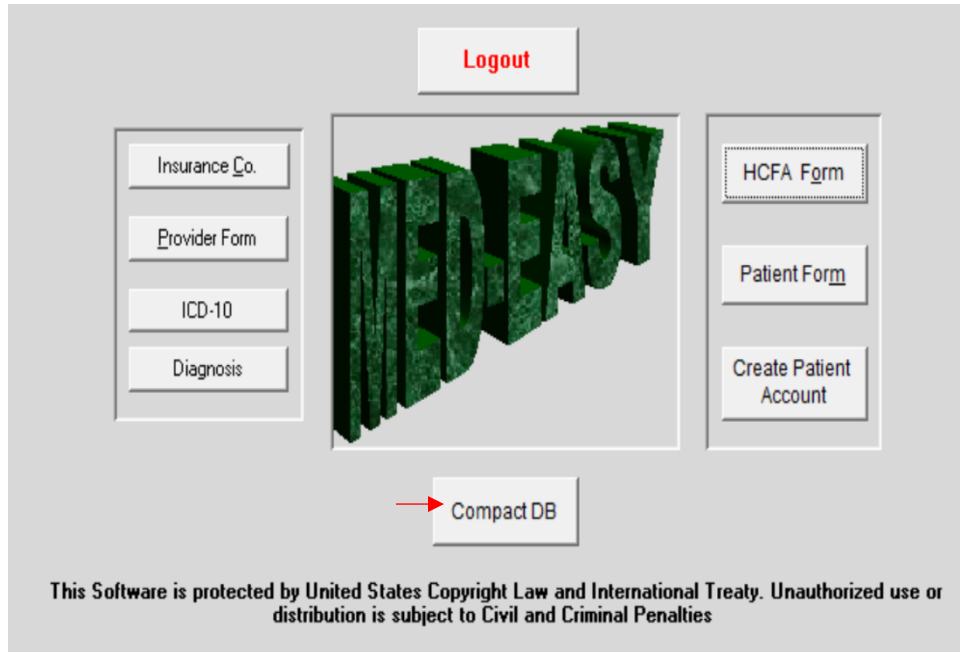 Logout
Insurance Co.
Provider Form
ICD-10
Diagnosis
MED-EASY
HCFA Form
Patient Form
Create Patient
Account
Compact DB
This Software is protected by United States Copyright Law and International Treaty. Unauthorized use or
distribution is subject to Civil and Criminal Penalties